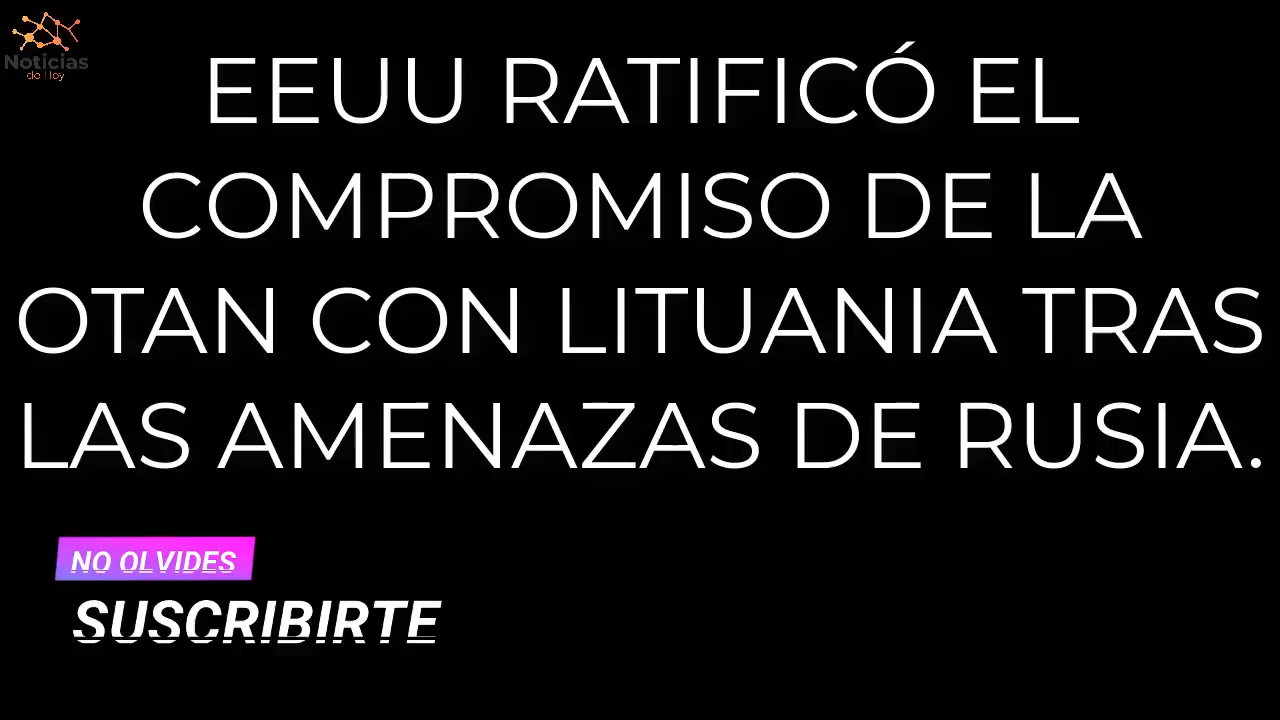 Noticias
de Hoy
EEUU RATIFICÓ EL
COMPROMISO DE LA
OTAN CON LITUANIA TRAS
LAS AMENAZAS DE RUSIA.
NO OLVIDES
SUSCRIBIRTE